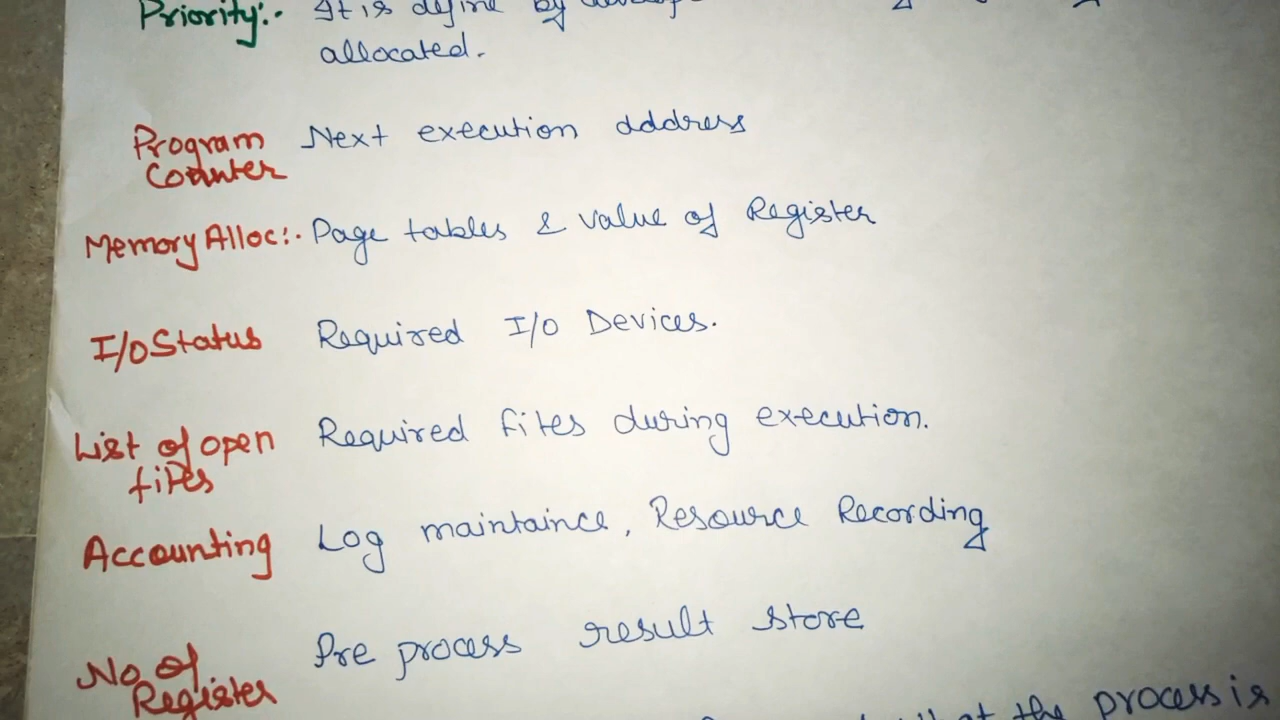 Priority:- It is define by
allocated.
Program Next execution address
Counter
Memory Alloc:- Page tables & value of Register
I/O Status Required I/O Devices.
List of open Required files during execution.
files
Accounting Log maintaince, Resource Recording
No. of Pre process result store
Register
the process is